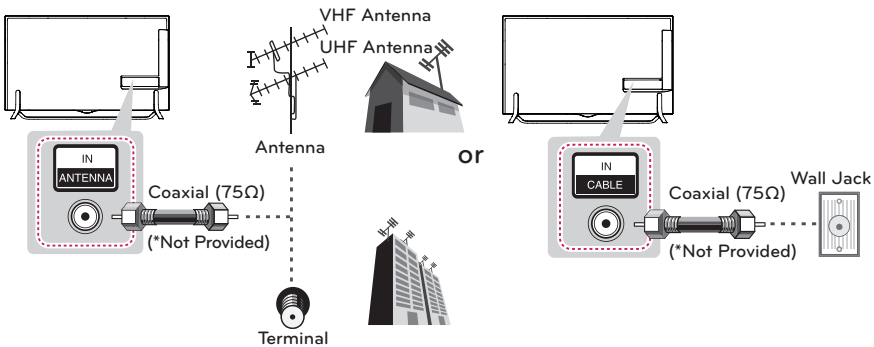 VHF Antenna
UHF Antenna
Antenna
IN
ANTENNA
Coaxial (75Ω)
(*Not Provided)
Terminal
or
IN
CABLE
Coaxial (75Ω)
(*Not Provided)
Wall Jack